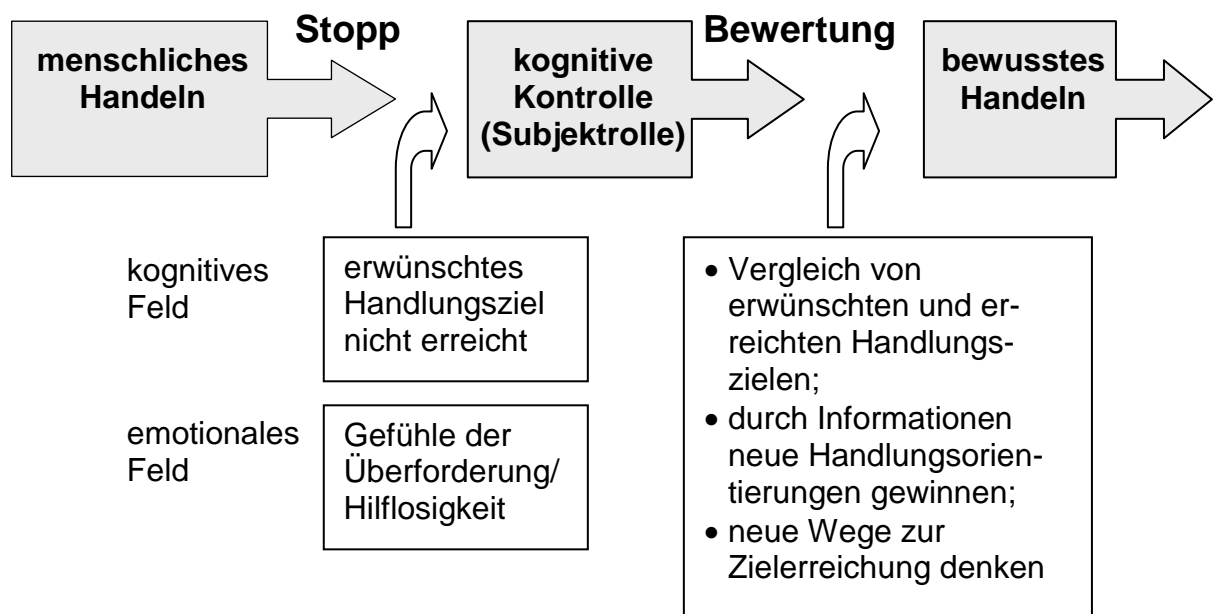 Stopp
Bewertung
menschliches
Handeln
kognitive
Kontrolle
(Subjektrolle)
bewusstes
Handeln
kognitives
Feld
erwünschtes
Handlungsziel
nicht erreicht
emotionales
Feld
Gefühle der
Überforderung/
Hilflosigkeit
• Vergleich von
erwünschten und er-
reichten Handlungs-
zielen;
• durch Informationen
neue Handlungsorien-
tierungen gewinnen;
• neue Wege zur
Zielerreichung denken